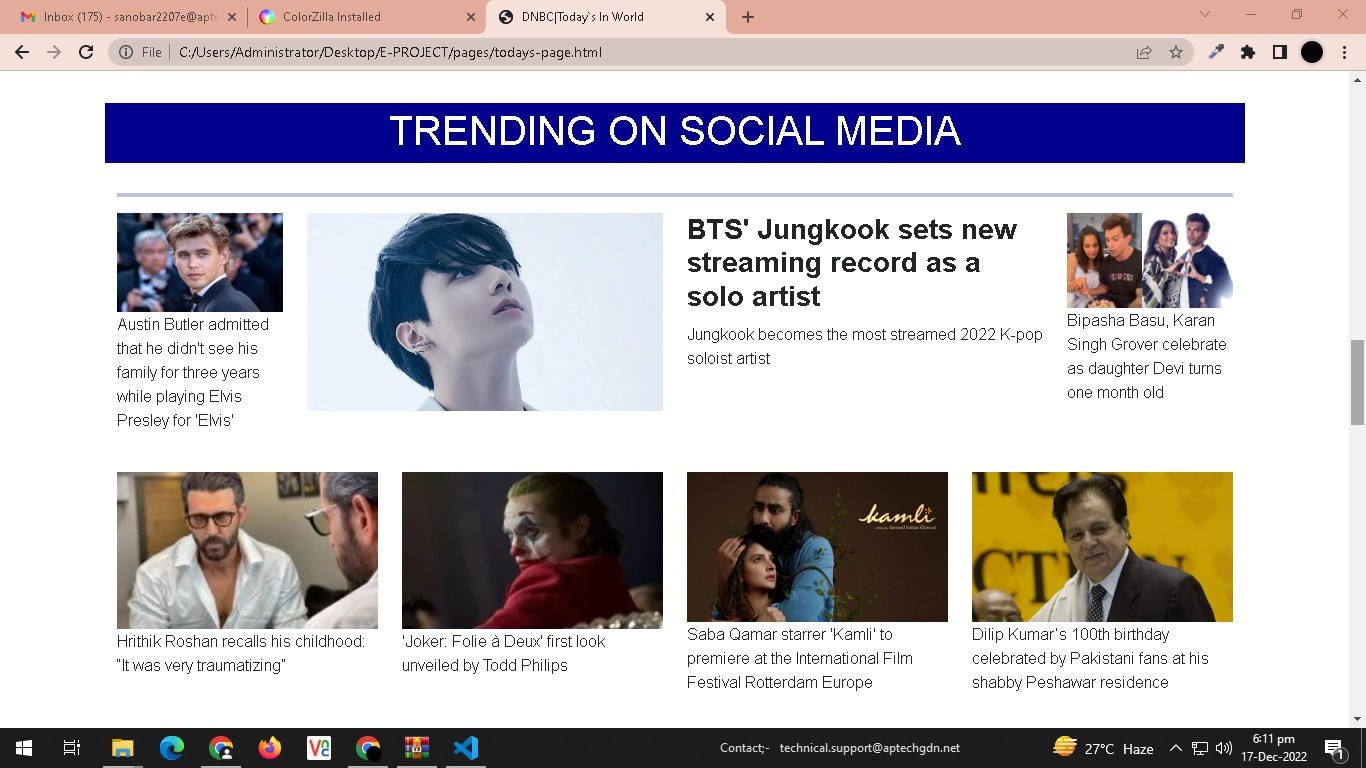 Inbox (175) - sanobar2207e@apte
ColorZilla Installed
DNBC|Today`s In World
File
C:/Users/Administrator/Desktop/E-PROJECT/pages/todays-page.html
TRENDING ON SOCIAL MEDIA
Austin Butler admitted
that he didn't see his
family for three years
while playing Elvis
Presley for 'Elvis'
BTS' Jungkook sets new
streaming record as a
solo artist
Jungkook becomes the most streamed 2022 K-pop
soloist artist
Bipasha Basu, Karan
Singh Grover celebrate
as daughter Devi turns
one month old
Hrithik Roshan recalls his childhood:
“It was very traumatizing”
'Joker: Folie à Deux' first look
unveiled by Todd Philips
kamli
Saba Qamar starrer 'Kamli' to
premiere at the International Film
Festival Rotterdam Europe
CTION
Dilip Kumar’s 100th birthday
celebrated by Pakistani fans at his
shabby Peshawar residence
Contact;- technical.support@aptechgdn.net
27°C Haze
6:11 pm
17-Dec-2022
1